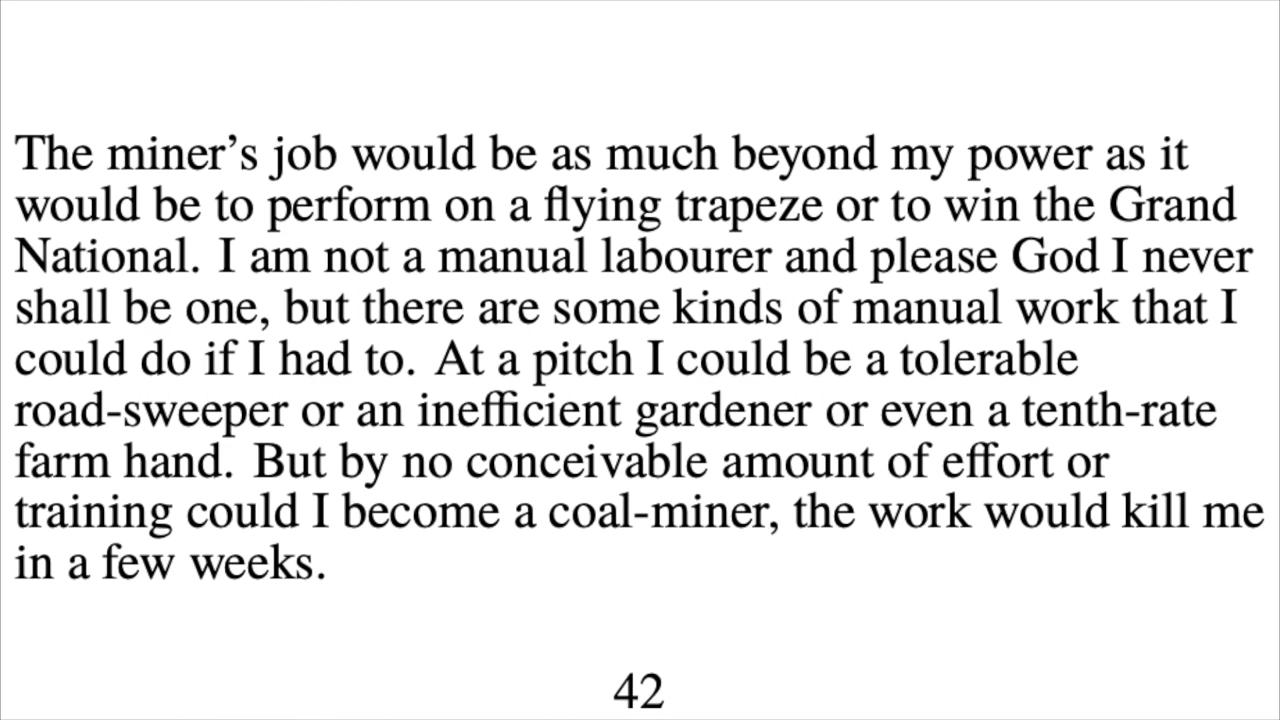 The miner’s job would be as much beyond my power as it
would be to perform on a flying trapeze or to win the Grand
National. I am not a manual labourer and please God I never
shall be one, but there are some kinds of manual work that I
could do if I had to. At a pitch I could be a tolerable
road-sweeper or an inefficient gardener or even a tenth-rate
farm hand. But by no conceivable amount of effort or
training could I become a coal-miner, the work would kill me
in a few weeks.
42